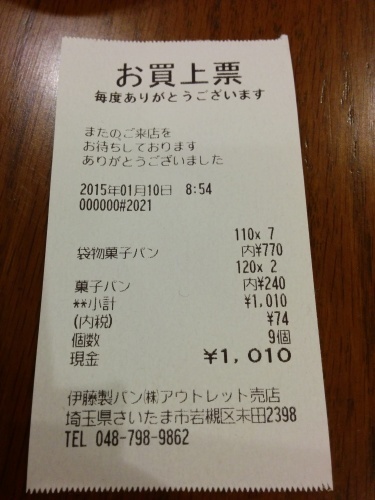 お買上票
毎度ありがとうございます
またのご来店を
お待ちしております
ありがとうございました
2015年01月10日 8:54
000000#2021
110x 7
袋物菓子パン 内¥770
120x 2
菓子パン 内¥240
**小計 ¥1,010
(内税) ¥74
個数 9個
現金 ¥1,010
伊藤製パン㈱アウトレット売店
埼玉県さいたま市岩槻区末田2398
TEL 048-798-9862